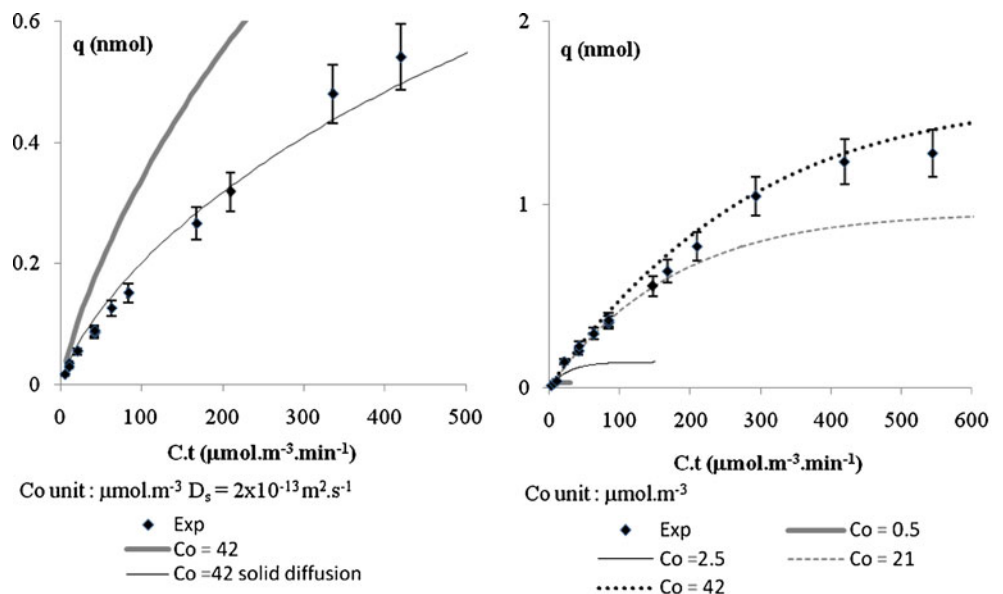 0.6
q (nmol)
0.4
0.2
0
0 100 200 300 400 500
C.t (μmol.m⁻³.min⁻¹)
Co unit : μmol.m⁻³ Dₛ = 2x10⁻¹³ m².s⁻¹
Exp
Co = 42
Co =42 solid diffusion
2
q (nmol)
1
0
0 100 200 300 400 500 600
C.t (μmol.m⁻³.min⁻¹)
Co unit : μmol.m⁻³
Exp Co = 0.5
Co =2.5 Co = 21
Co = 42